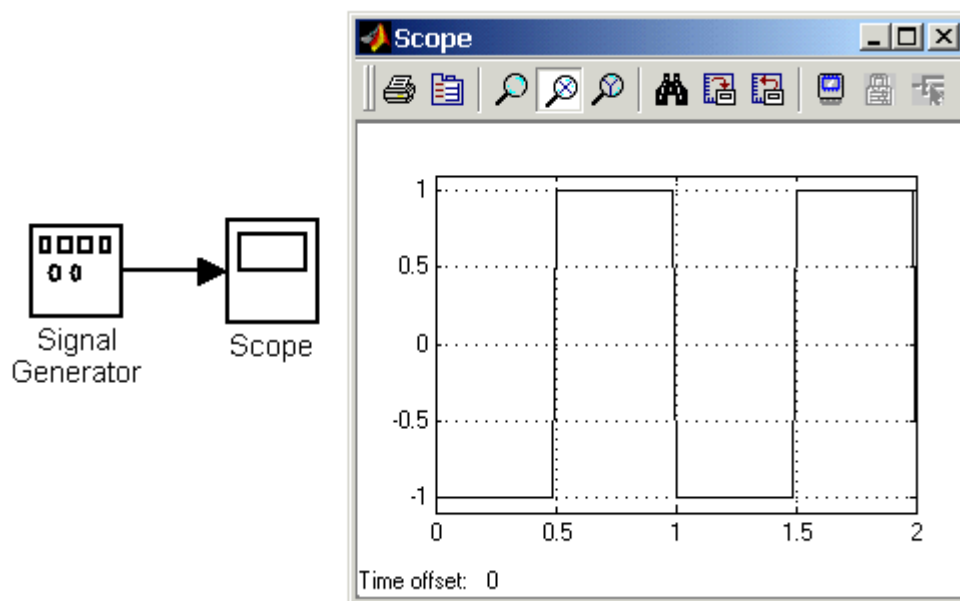 Scope
1
0.5
0
-0.5
-1
0 0.5 1 1.5 2
Time offset: 0
Signal
Generator
Scope